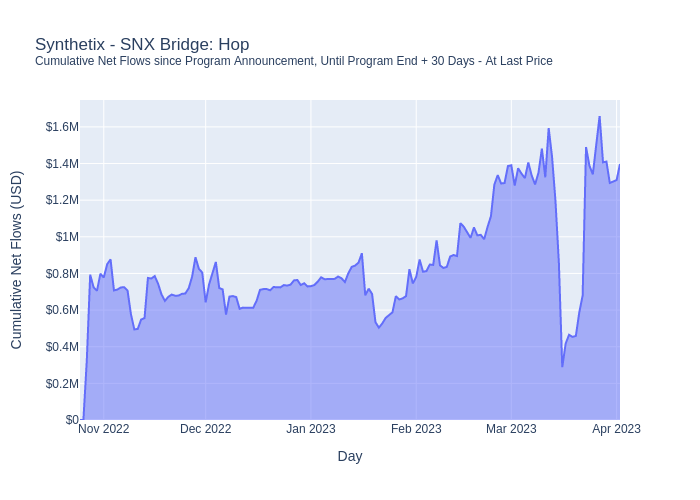 Synthetix - SNX Bridge: Hop
Cumulative Net Flows since Program Announcement, Until Program End + 30 Days - At Last Price
Cumulative Net Flows (USD)
$1.6M
$1.4M
$1.2M
$1M
$0.8M
$0.6M
$0.4M
$0.2M
$0
Nov 2022 Dec 2022 Jan 2023 Feb 2023 Mar 2023 Apr 2023
Day